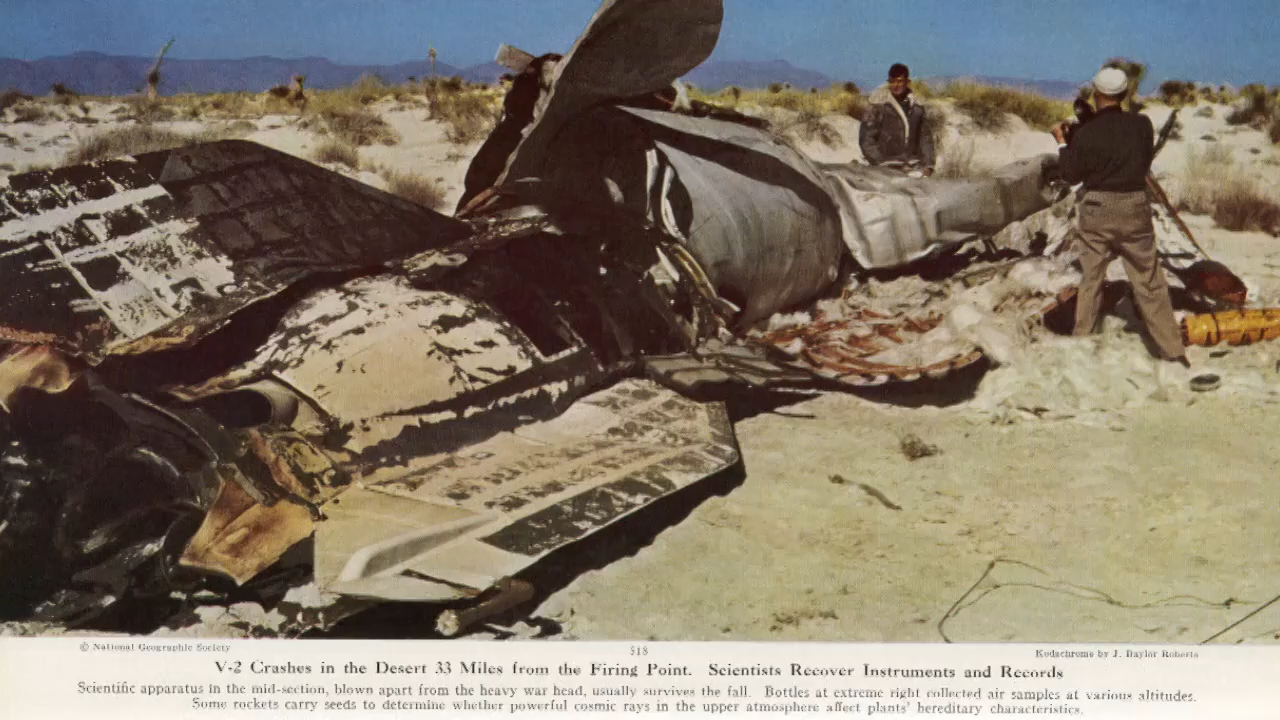 © National Geographic Society
518
Kodachrome by J. Baylor Roberts
V-2 Crashes in the Desert 33 Miles from the Firing Point. Scientists Recover Instruments and Records
Scientific apparatus in the mid-section, blown apart from the heavy war head, usually survives the fall. Bottles at extreme right collected air samples at various altitudes.
Some rockets carry seeds to determine whether powerful cosmic rays in the upper atmosphere affect plants' hereditary characteristics.